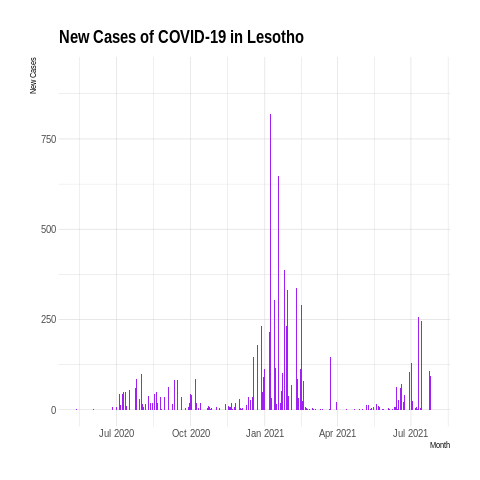 New Cases of COVID-19 in Lesotho
New Cases
750
500
250
0
Jul 2020
Oct 2020
Jan 2021
Apr 2021
Jul 2021
Month